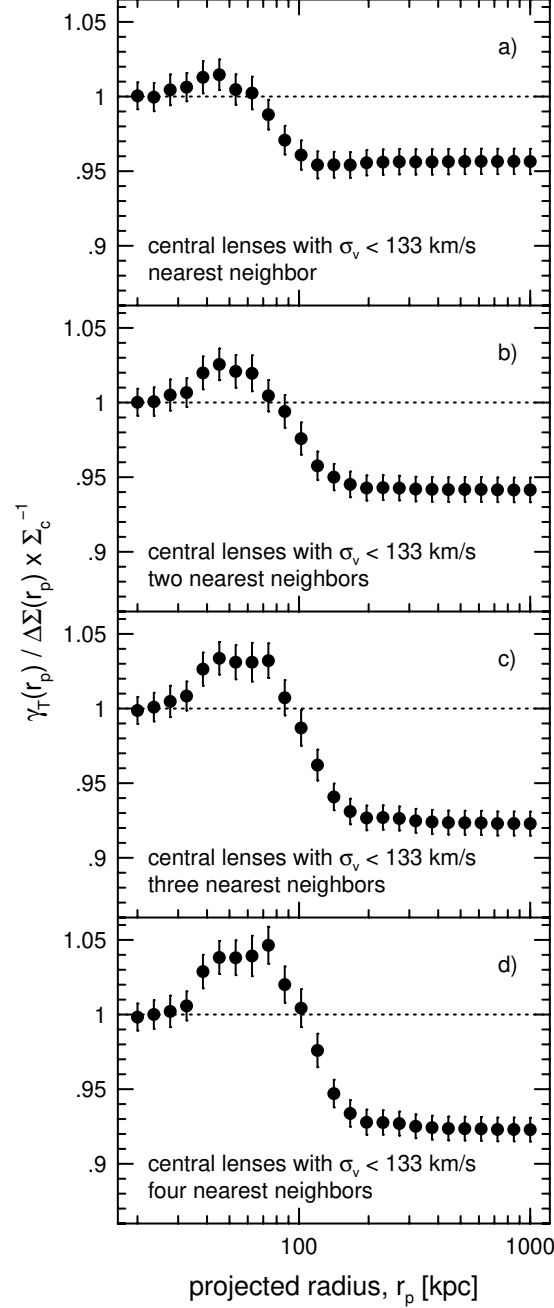 1.05
a)
1
.95
.9
central lenses with σv < 133 km/s
nearest neighbor
1.05
b)
1
.95
.9
central lenses with σv < 133 km/s
two nearest neighbors
γT(rp) / ΔΣ(rp) x Σc⁻¹
1.05
c)
1
.95
.9
central lenses with σv < 133 km/s
three nearest neighbors
1.05
d)
1
.95
.9
central lenses with σv < 133 km/s
four nearest neighbors
100 1000
projected radius, rp [kpc]